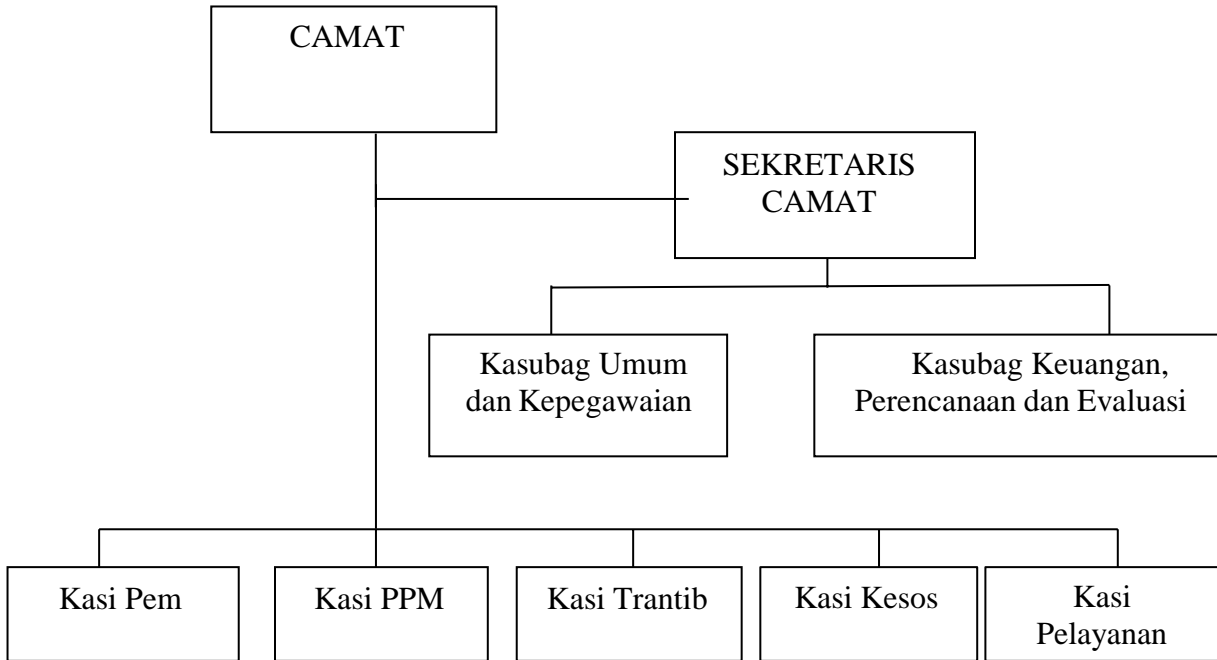 CAMAT
SEKRETARIS
CAMAT
Kasubag Umum
dan Kepegawaian
Kasubag Keuangan,
Perencanaan dan Evaluasi
Kasi Pem
Kasi PPM
Kasi Trantib
Kasi Kesos
Kasi
Pelayanan